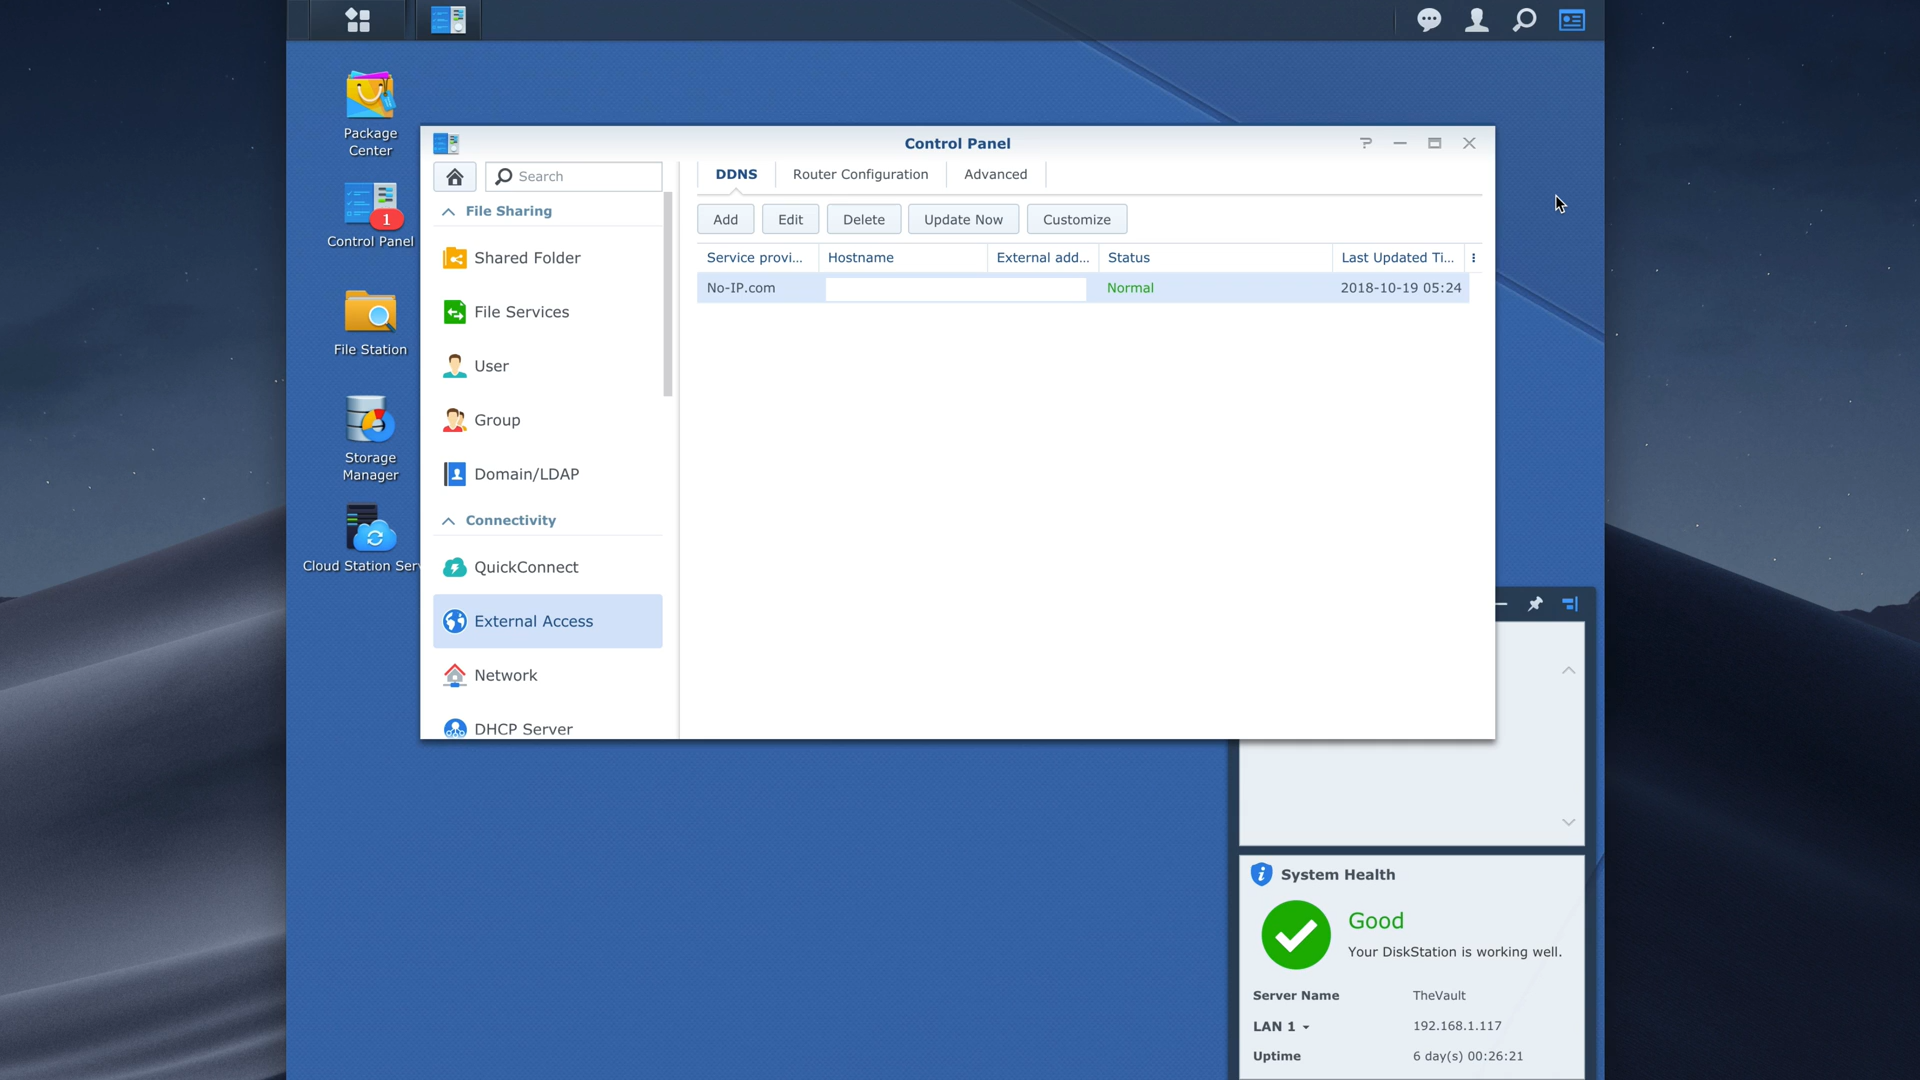 Package
Center
1
Control Panel
File Station
Storage
Manager
Cloud Station Ser
Control Panel
?
Search
File Sharing
Shared Folder
File Services
User
Group
Domain/LDAP
Connectivity
QuickConnect
External Access
Network
DHCP Server
DDNS
Router Configuration
Advanced
Add
Edit
Delete
Update Now
Customize
Service provi...
Hostname
External add...
Status
Last Updated Ti...
No-IP.com
Normal
2018-10-19 05:24
System Health
Good
Your DiskStation is working well.
Server Name
TheVault
LAN 1
192.168.1.117
Uptime
6 day(s) 00:26:21